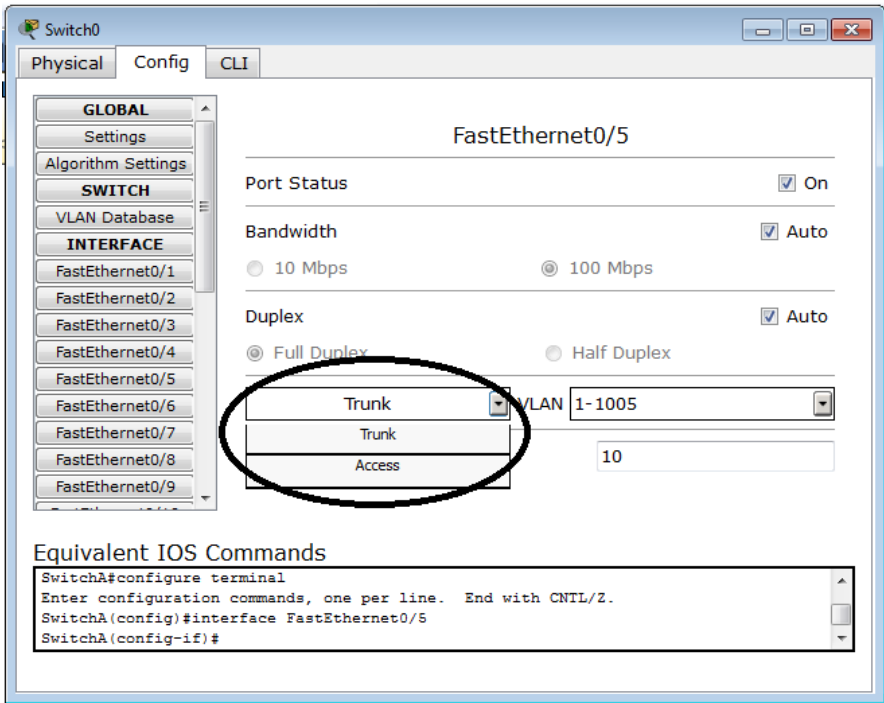 Switch0
Physical Config CLI
GLOBAL
Settings
Algorithm Settings
SWITCH
VLAN Database
INTERFACE
FastEthernet0/1
FastEthernet0/2
FastEthernet0/3
FastEthernet0/4
FastEthernet0/5
FastEthernet0/6
FastEthernet0/7
FastEthernet0/8
FastEthernet0/9
FastEthernet0/5
Port Status On
Bandwidth Auto
10 Mbps 100 Mbps
Duplex Auto
Full Duplex Half Duplex
Trunk VLAN 1-1005
Trunk
Access
10
Equivalent IOS Commands
SwitchA#configure terminal
Enter configuration commands, one per line. End with CNTL/Z.
SwitchA(config)#interface FastEthernet0/5
SwitchA(config-if)#